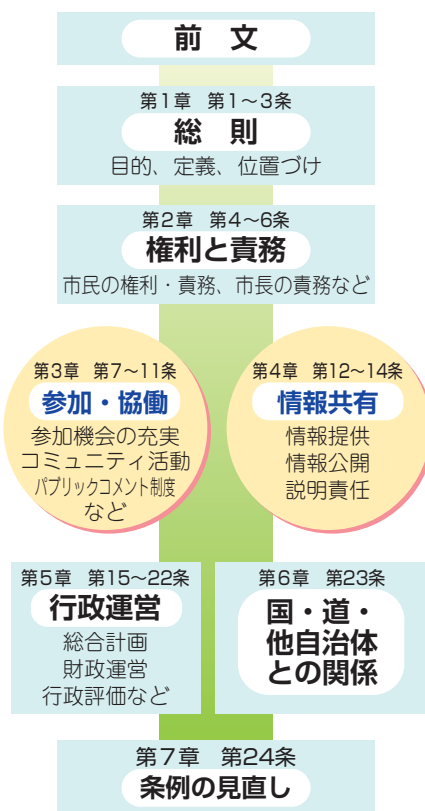 前 文
第1章 第1～3条
総 則
目的、定義、位置づけ
第2章 第4～6条
権利と責務
市民の権利・責務、市長の責務など
第3章 第7～11条
参加・協働
参加機会の充実
コミュニティ活動
パブリックコメント制度
など
第4章 第12～14条
情報共有
情報提供
情報公開
説明責任
第5章 第15～22条
行政運営
総合計画
財政運営
行政評価など
第6章 第23条
国・道・
他自治体
との関係
第7章 第24条
条例の見直し